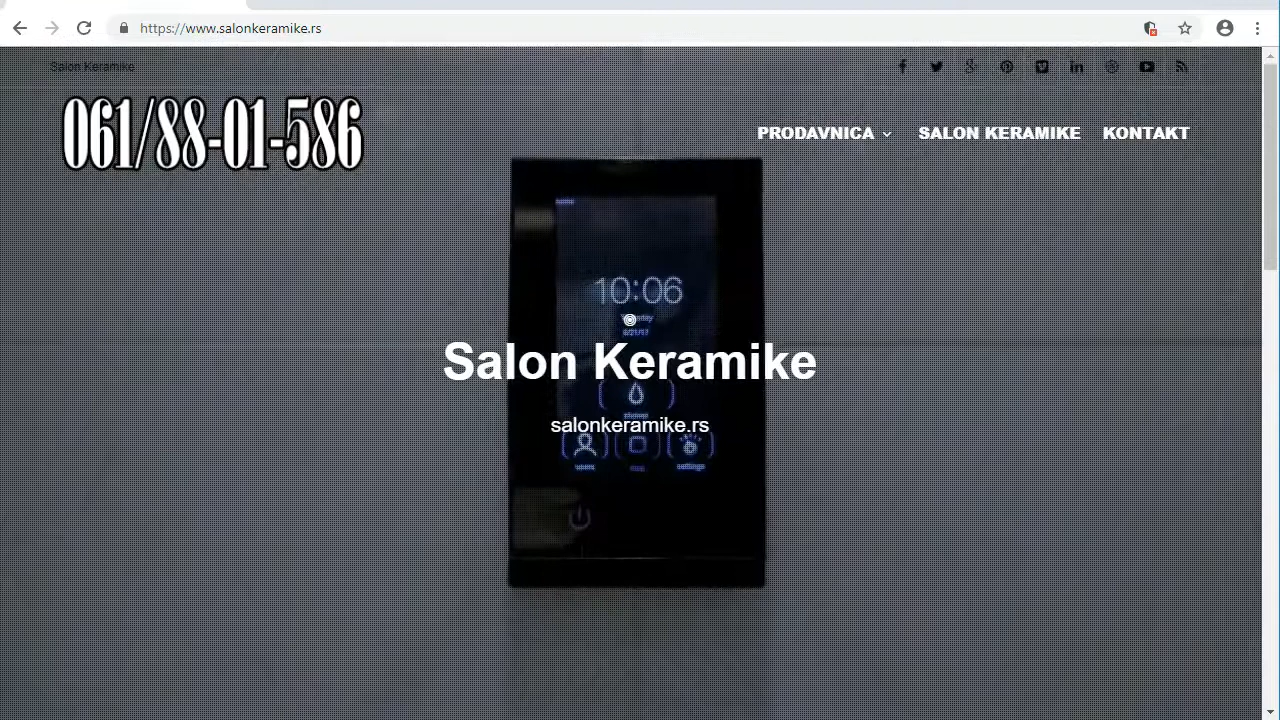 https://www.salonkeramike.rs
Salon Keramike
061/88-01-586
PRODAVNICA
SALON KERAMIKE
KONTAKT
10:06
Salon Keramike
salonkeramike.rs
settings